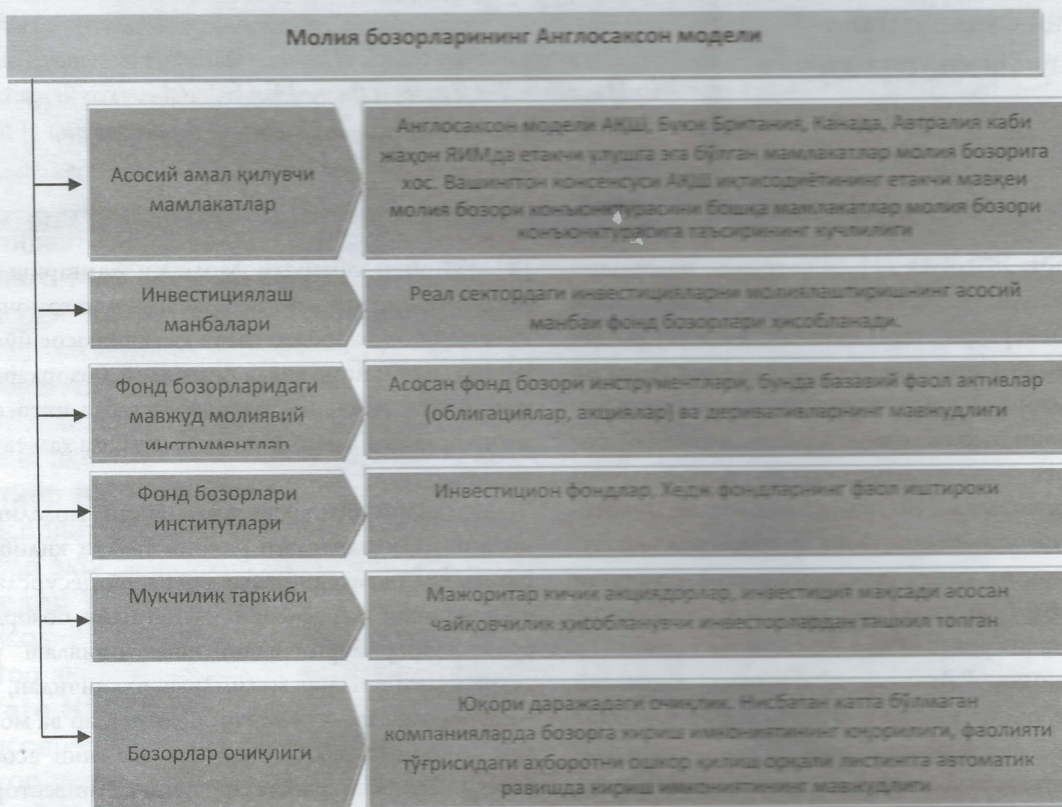 Молия бозорларининг Англосаксон модели
Асосий амал қилувчи
мамлакатлар
Англосаксон модели АҚШ, Буюк Британия, Канада, Автралия каби
жаҳон ЯИМда етакчи улушга эга бўлган мамлакатлар молия бозорига
хос. Вашингтон консенсуси АҚШ иқтисодиётининг етакчи мавқеи
молия бозори конъюнктурасини бошқа мамлакатлар молия бозори
конъюнктурасига таъсирининг кучлилиги
Инвестициялаш
манбалари
Реал сектордаги инвестицияларни молиялаштиришнинг асосий
манбаи фонд бозорлари ҳисобланади.
Фонд бозорларидаги
мавжуд молиявий
инструментлар
Асосан фонд бозори инструментлари, бунда базавий фаол активлар
(облигациялар, акциялар) ва деривативларнинг мавжудлиги
Фонд бозорлари
институтлари
Инвестицион фондлар, Хедж фондларнинг фаол иштироки
Мукчилик таркиби
Мажоритар кичик акциядорлар, инвестиция мақсади асосан
чайқовчилик ҳисобланувчи инвесторлардан ташкил топган
Бозорлар очиқлиги
Юқори даражадаги очиқлик. Нисбатан катта бўлмаган
компанияларда бозорга кириш имкониятининг юқорилиги, фаолияти
тўғрисидаги ахборотни ошкор қилиш орқали листингга автоматик
равишда кириш имкониятининг мавжудлиги